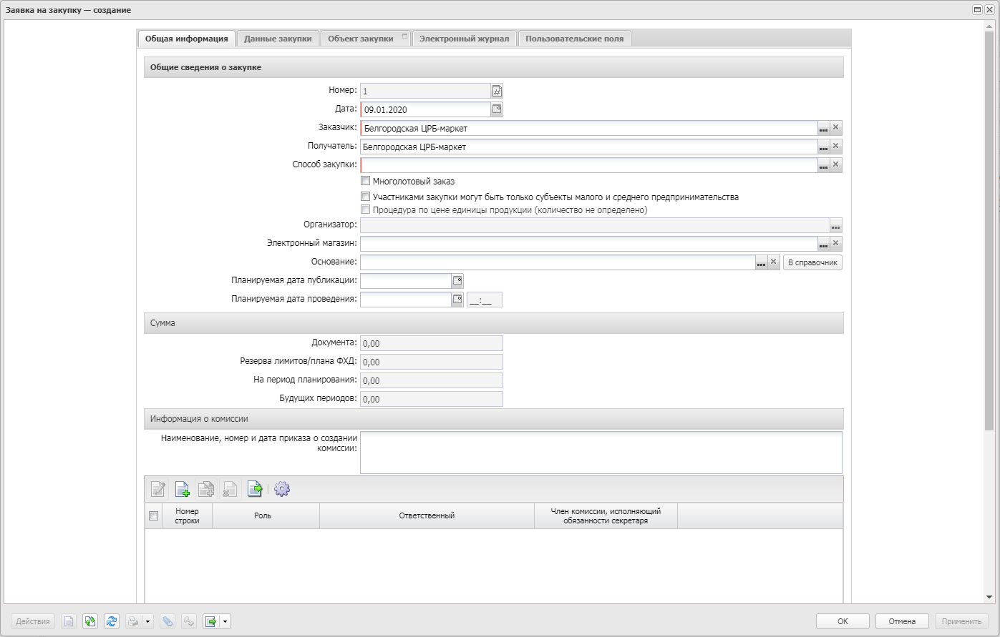 Заявка на закупку — создание
Общая информация
Данные закупки
Объект закупки
Электронный журнал
Пользовательские поля
Общие сведения о закупке
Номер: 1
Дата: 09.01.2020
Заказчик: Белгородская ЦРБ-маркет
Получатель: Белгородская ЦРБ-маркет
Способ закупки:
Многолотовый заказ
Участниками закупки могут быть только субъекты малого и среднего предпринимательства
Процедура по цене единицы продукции (количество не определено)
Организатор:
Электронный магазин:
Основание: В справочник
Планируемая дата публикации:
Планируемая дата проведения: __:__
Сумма
Документа: 0,00
Резерва лимитов/плана ФХД: 0,00
На период планирования: 0,00
Будущих периодов: 0,00
Информация о комиссии
Наименование, номер и дата приказа о создании
комиссии:
Номер
строки
Роль
Ответственный
Член комиссии, исполняющий
обязанности секретаря
Действия
ОК
Отмена
Применить